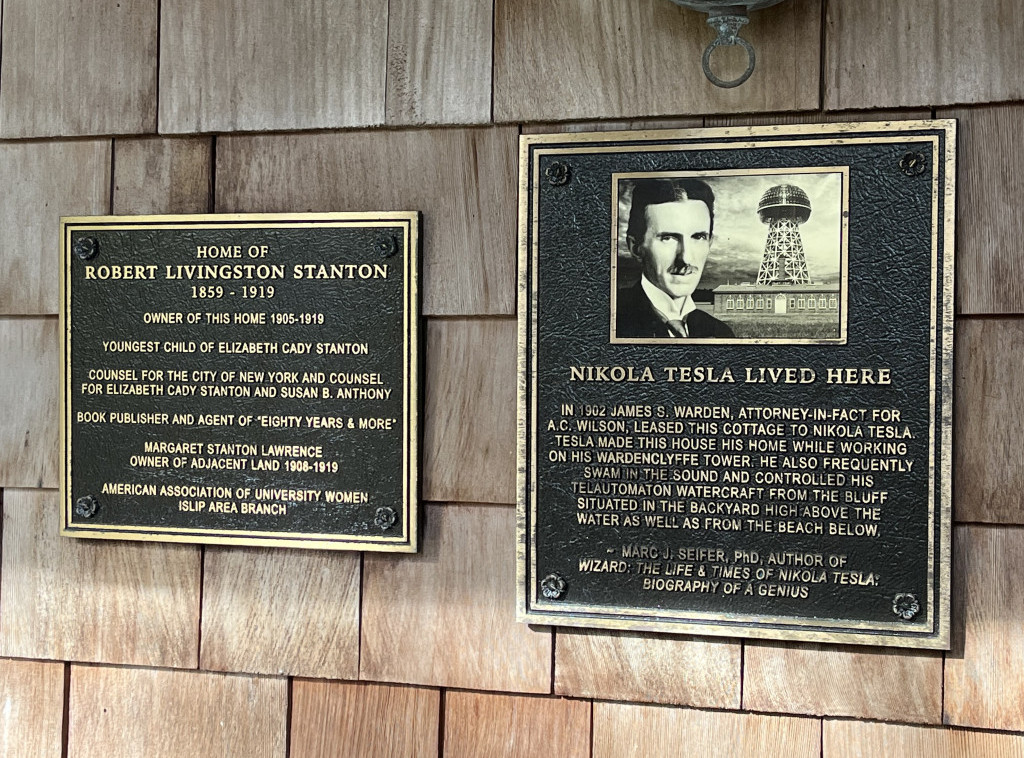 HOME OF
ROBERT LIVINGSTON STANTON
1859 - 1919
OWNER OF THIS HOME 1905-1919
YOUNGEST CHILD OF ELIZABETH CADY STANTON
COUNSEL FOR THE CITY OF NEW YORK AND COUNSEL
FOR ELIZABETH CADY STANTON AND SUSAN B. ANTHONY
BOOK PUBLISHER AND AGENT OF "EIGHTY YEARS & MORE"
MARGARET STANTON LAWRENCE
OWNER OF ADJACENT LAND 1908-1919
AMERICAN ASSOCIATION OF UNIVERSITY WOMEN
ISLIP AREA BRANCH
NIKOLA TESLA LIVED HERE
IN 1902 JAMES S. WARDEN, ATTORNEY-IN-FACT FOR
A.C. WILSON, LEASED THIS COTTAGE TO NIKOLA TESLA.
TESLA MADE THIS HOUSE HIS HOME WHILE WORKING
ON HIS WARDENCLYFFE TOWER. HE ALSO FREQUENTLY
SWAM IN THE SOUND AND CONTROLLED HIS
TELAUTOMATON WATERCRAFT FROM THE BLUFF
SITUATED IN THE BACKYARD HIGH ABOVE THE
WATER AS WELL AS FROM THE BEACH BELOW.
~ MARC J. SEIFER, PhD, AUTHOR OF
WIZARD: THE LIFE & TIMES OF NIKOLA TESLA:
BIOGRAPHY OF A GENIUS